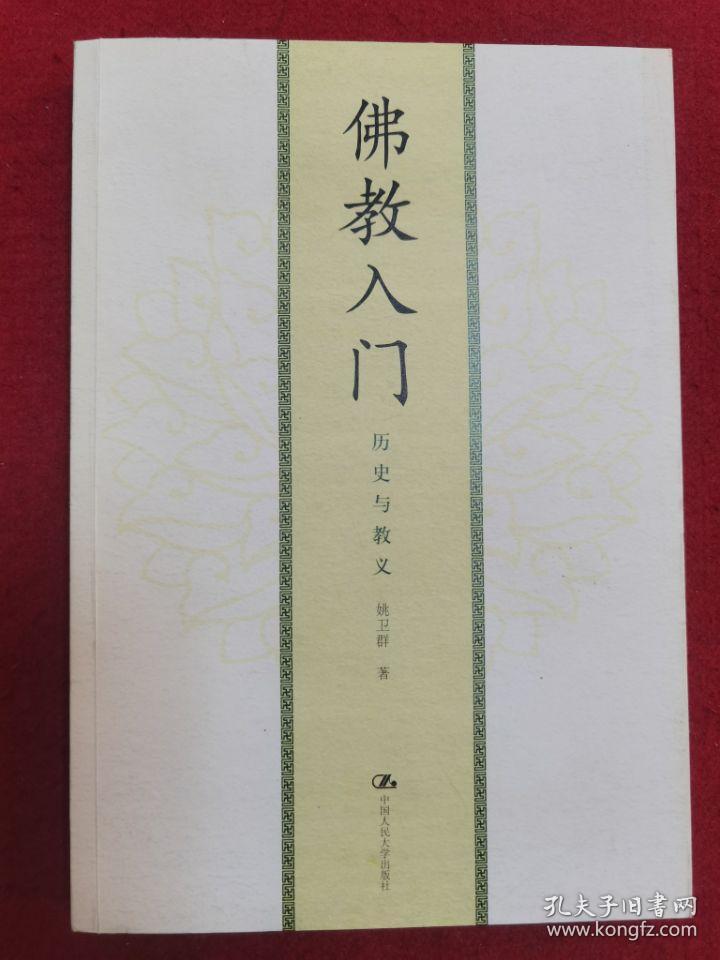 佛教入门
历史与教义
姚卫群 著
中国人民大学出版社
孔夫子旧书网
www.kongfz.com